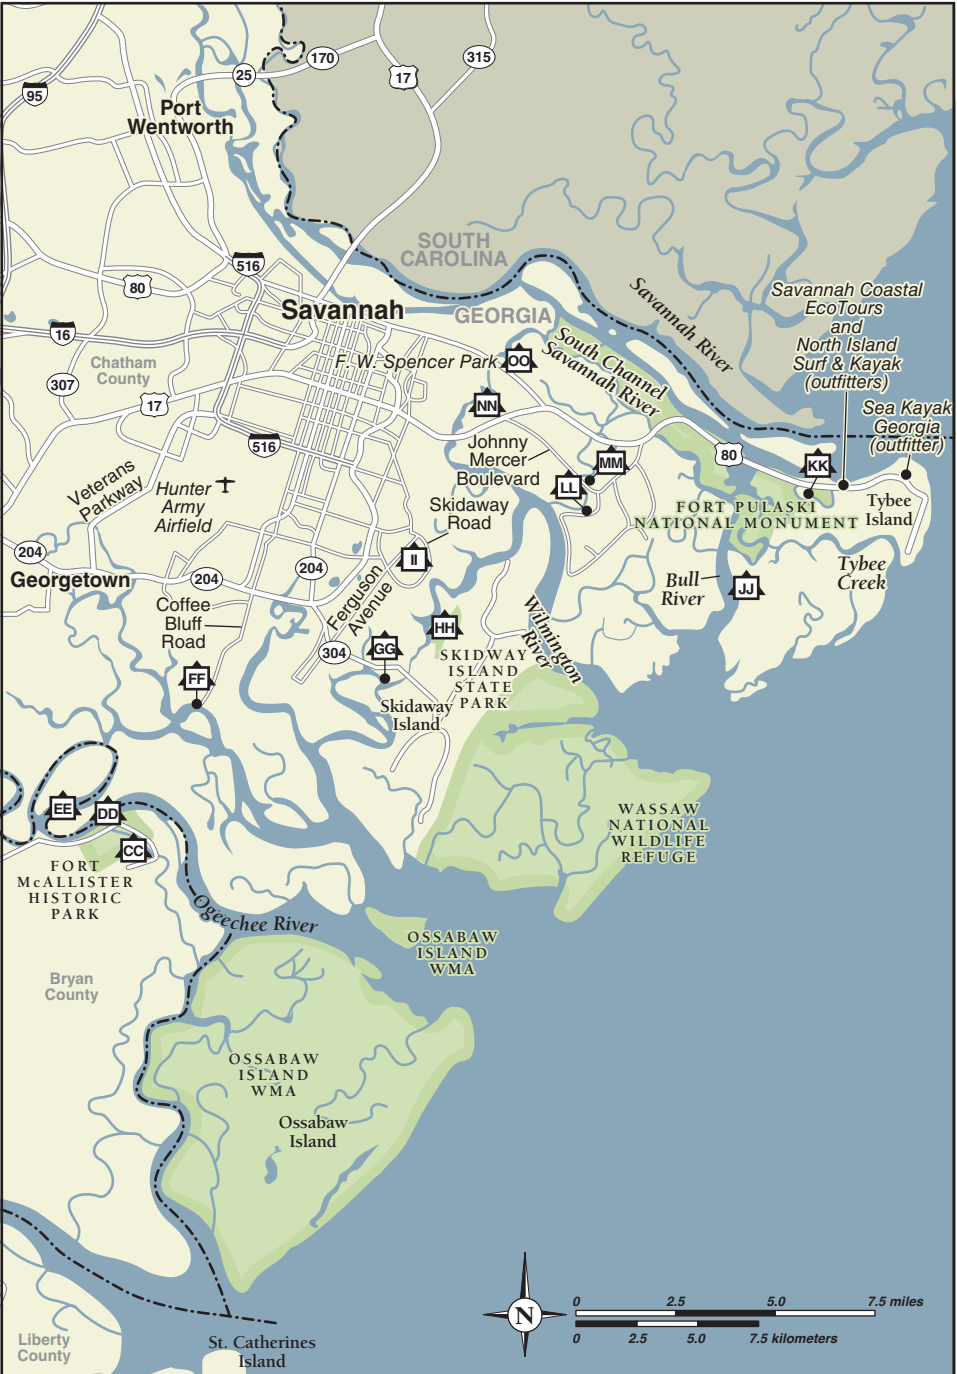 170
315
25
17
95
Port
Wentworth
SOUTH
CAROLINA
516
80
Savannah River
Savannah Coastal
EcoTours
and
North Island
Surf & Kayak
(outfitters)
Savannah
GEORGIA
16
F. W. Spencer Park
OO
South Channel
Savannah River
Chatham
County
307
17
NN
Sea Kayak
Georgia
(outfitter)
516
Johnny
Mercer
Boulevard
MM
80
KK
LL
Veterans
Parkway
Hunter
Army
Airfield
Skidaway
Road
FORT PULASKI
NATIONAL MONUMENT
Tybee
Island
204
II
204
204
Georgetown
Bull
River
JJ
Tybee
Creek
Coffee
Bluff
Road
Ferguson
Avenue
HH
Wilmington
River
304
GG
SKIDWAY
ISLAND
STATE
PARK
FF
Skidaway
Island
EE
DD
CC
WASSAW
NATIONAL
WILDLIFE
REFUGE
FORT
McALLISTER
HISTORIC
PARK
Ogeechee River
OSSABAW
ISLAND
WMA
Bryan
County
OSSABAW
ISLAND
WMA
Ossabaw
Island
N
0 2.5 5.0 7.5 miles
0 2.5 5.0 7.5 kilometers
Liberty
County
St. Catherines
Island